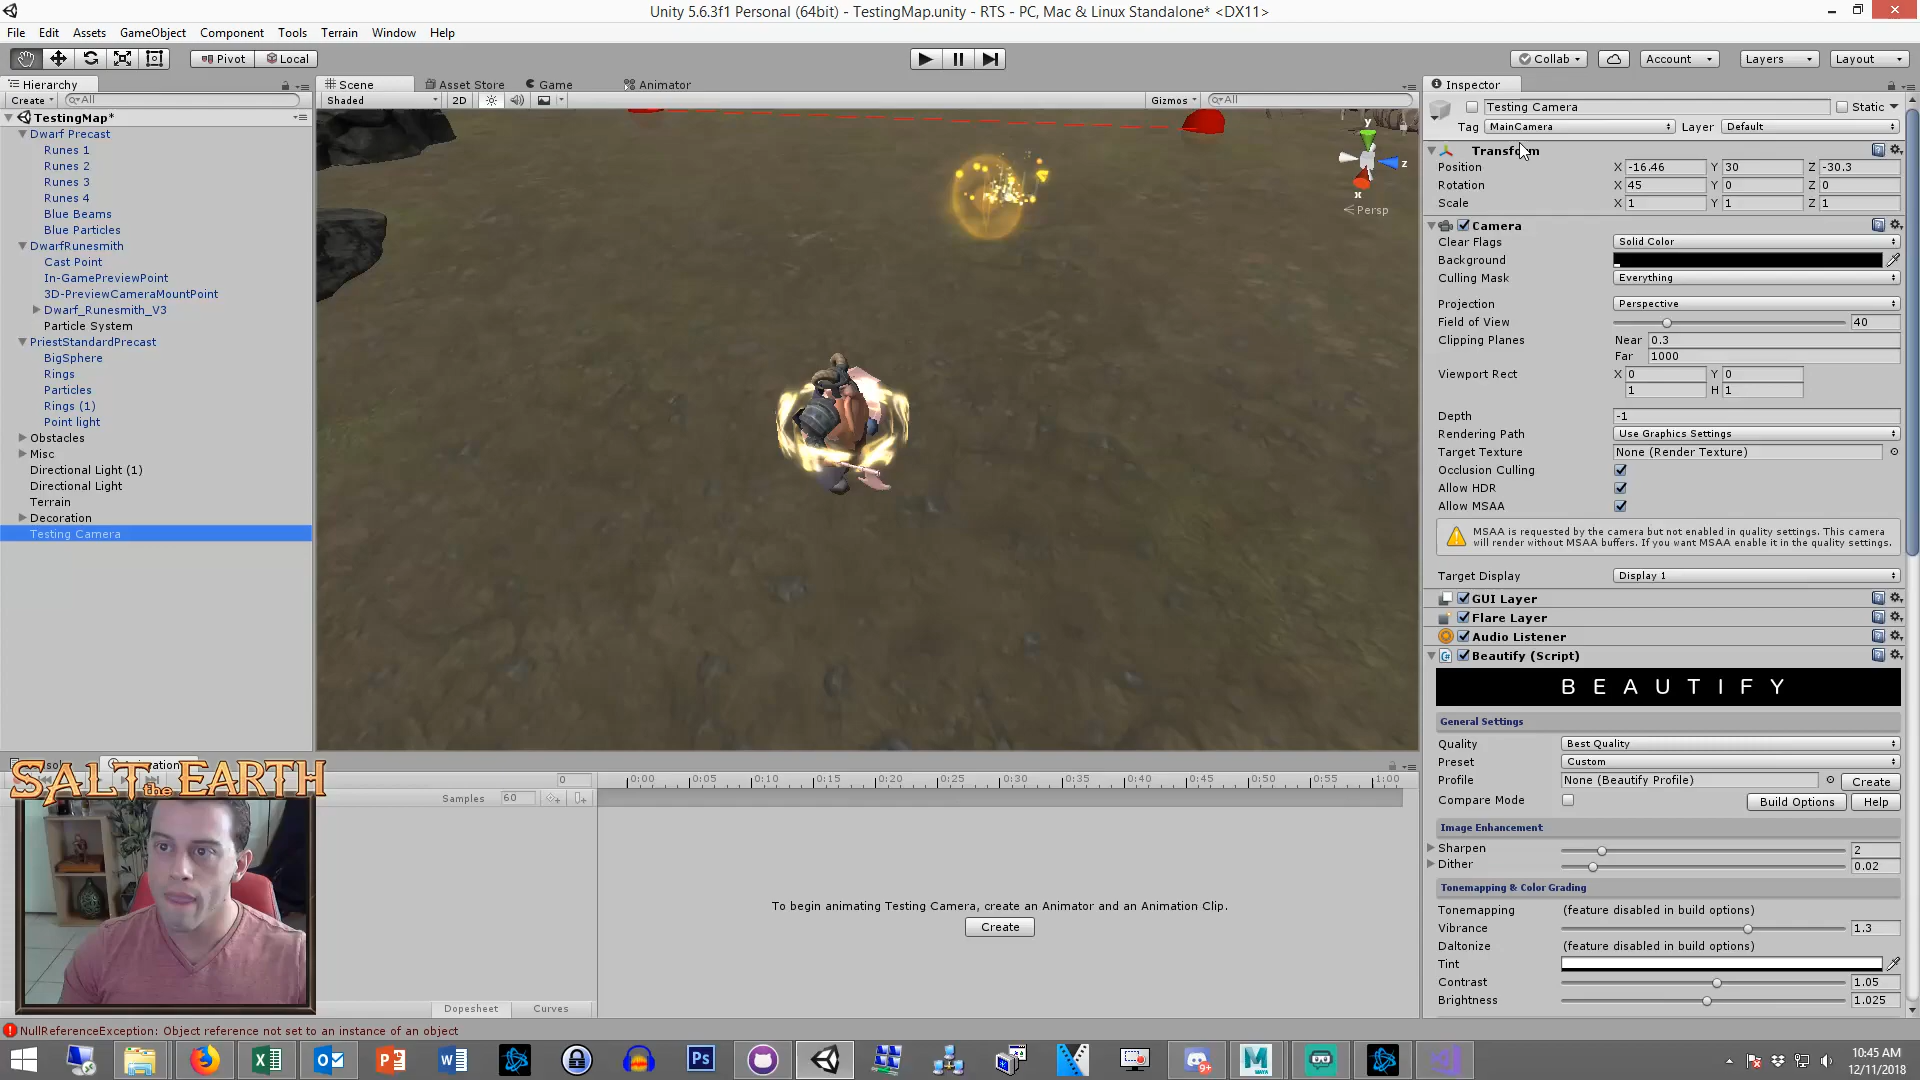 Unity 5.6.3f1 Personal (64bit) - TestingMap.unity - RTS - PC, Mac & Linux Standalone* <DX11>
File Edit Assets GameObject Component Tools Terrain Window Help
Pivot Local Collab Account Layers Layout
Hierarchy
Create All
TestingMap*
Dwarf Precast
Runes 1
Runes 2
Runes 3
Runes 4
Blue Beams
Blue Particles
DwarfRunesmith
Cast Point
In-GamePreviewPoint
3D-PreviewCameraMountPoint
Dwarf_Runesmith_V3
Particle System
PriestStandardPrecast
BigSphere
Rings
Particles
Rings (1)
Point light
Obstacles
Misc
Directional Light (1)
Directional Light
Terrain
Decoration
Testing Camera
Scene Asset Store Game Animator
Shaded 2D Gizmos All
y
z
x
Persp
Inspector
Testing Camera Static
Tag MainCamera Layer Default
Transform
Position X -16.46 Y 30 Z -30.3
Rotation X 45 Y 0 Z 0
Scale X 1 Y 1 Z 1
Camera
Clear Flags Solid Color
Background
Culling Mask Everything
Projection Perspective
Field of View 40
Clipping Planes Near 0.3
Far 1000
Viewport Rect X 0 Y 0
1 H 1
Depth -1
Rendering Path Use Graphics Settings
Target Texture None (Render Texture)
Occlusion Culling
Allow HDR
Allow MSAA
MSAA is requested by the camera but not enabled in quality settings. This camera
will render without MSAA buffers. If you want MSAA enable it in the quality settings.
Target Display Display 1
GUI Layer
Flare Layer
Audio Listener
Beautify (Script)
BEAUTIFY
General Settings
Quality Best Quality
Preset Custom
Profile None (Beautify Profile) Create
Compare Mode Build Options Help
Image Enhancement
Sharpen 2
Dither 0.02
Tonemapping & Color Grading
Tonemapping (feature disabled in build options)
Vibrance 1.3
Daltonize (feature disabled in build options)
Tint
Contrast 1.05
Brightness 1.025
0 0:00 0:05 0:10 0:15 0:20 0:25 0:30 0:35 0:40 0:45 0:50 0:55 1:00
Samples 60
SALT the EARTH
To begin animating Testing Camera, create an Animator and an Animation Clip.
Create
Dopesheet Curves
NullReferenceException: Object reference not set to an instance of an object
10:45 AM
12/11/2018